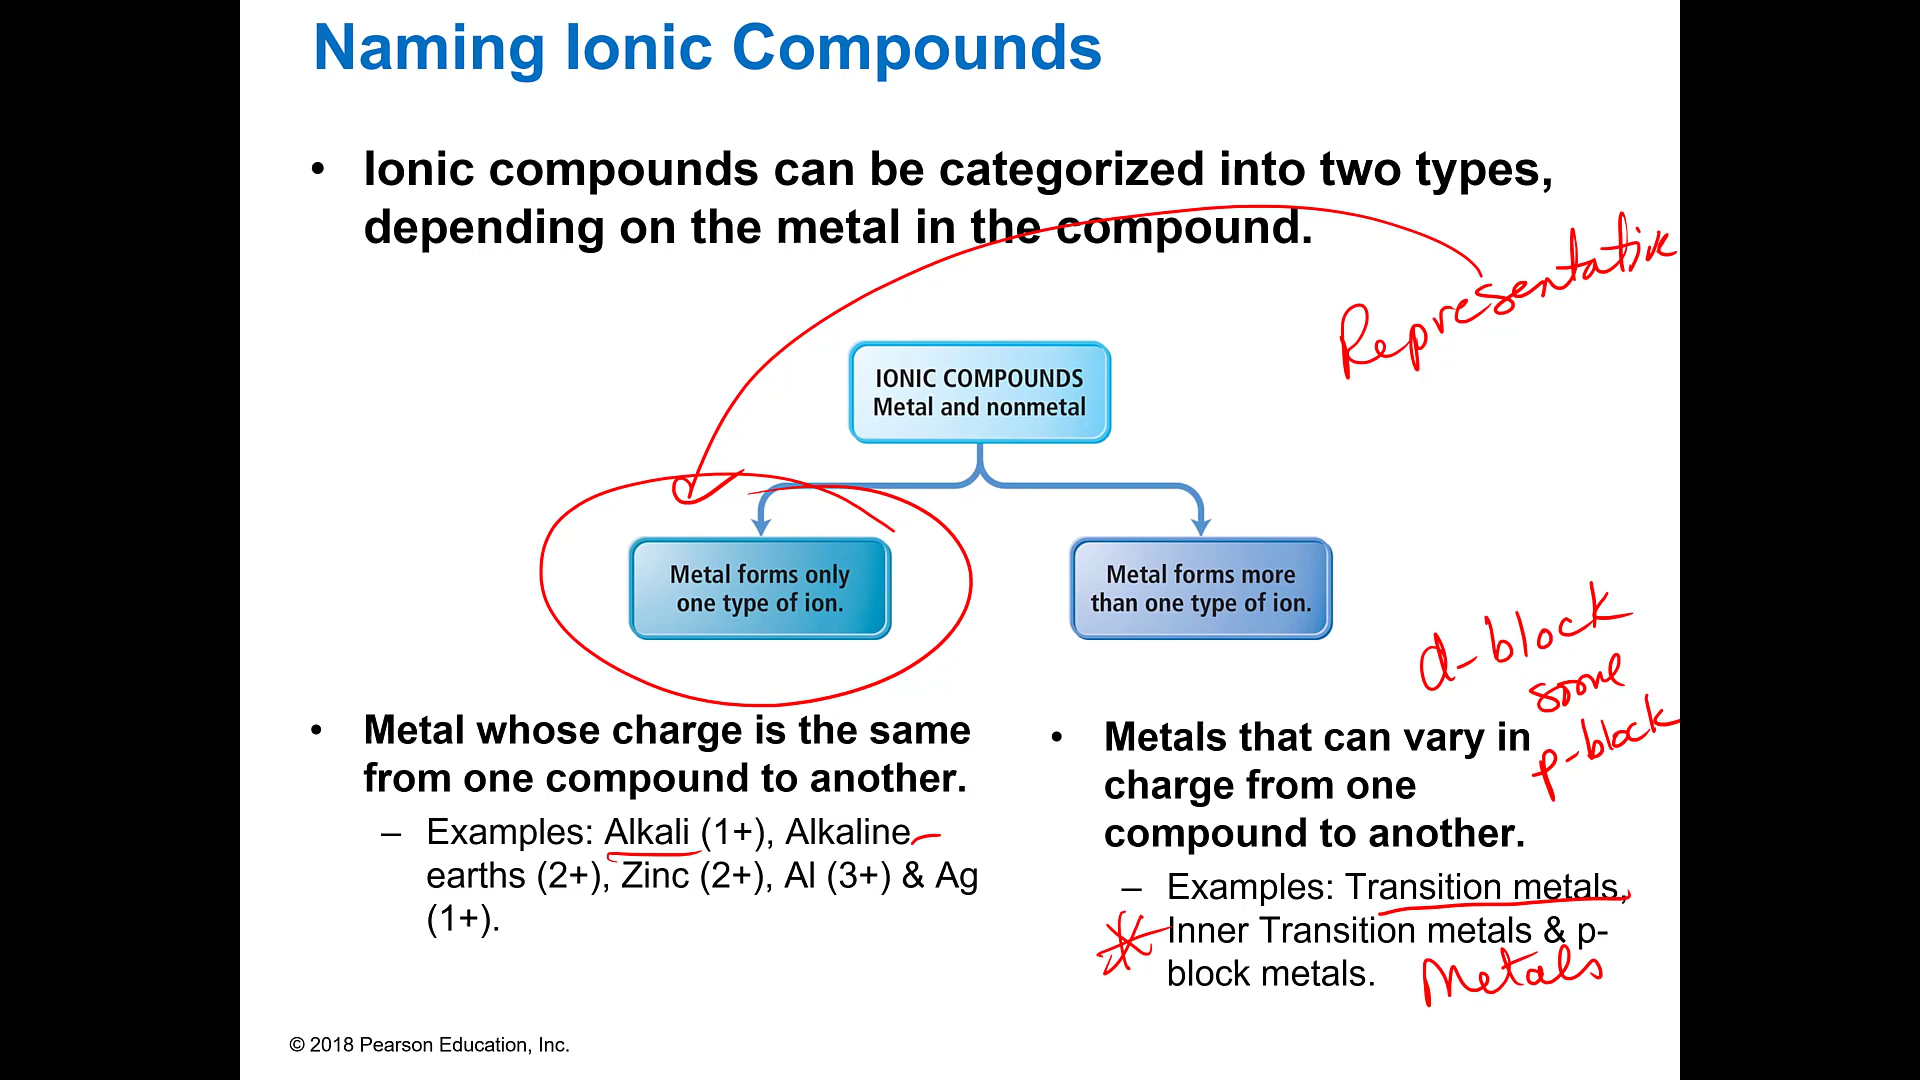 Naming Ionic Compounds
• Ionic compounds can be categorized into two types,
depending on the metal in the compound.
Representative
IONIC COMPOUNDS
Metal and nonmetal
Metal forms only
one type of ion.
Metal forms more
than one type of ion.
d-block
some
p-block
• Metal whose charge is the same
from one compound to another.
– Examples: Alkali (1+), Alkaline
earths (2+), Zinc (2+), Al (3+) & Ag
(1+).
• Metals that can vary in
charge from one
compound to another.
– Examples: Transition metals,
Inner Transition metals & p-
block metals.
Metals
© 2018 Pearson Education, Inc.